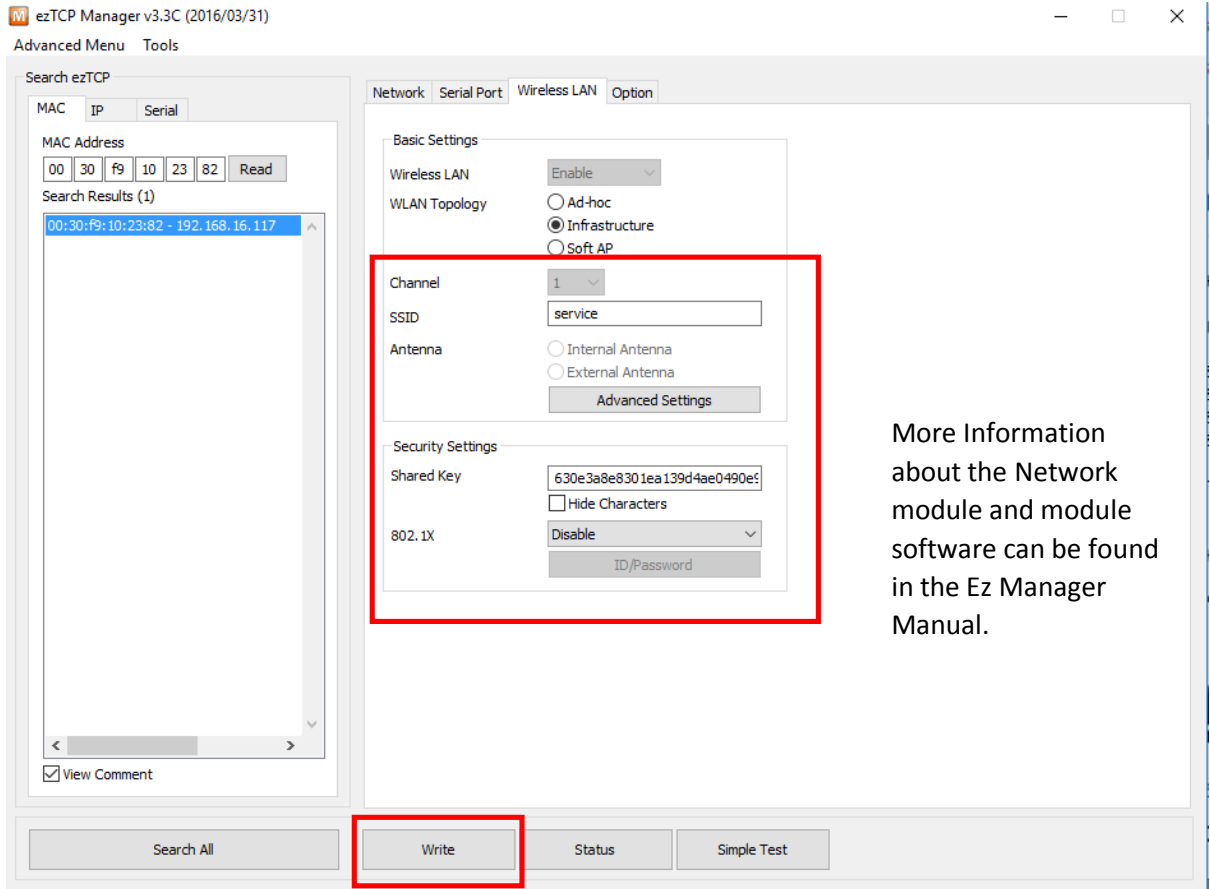 ezTCP Manager v3.3C (2016/03/31)
Advanced Menu Tools
Search ezTCP
MAC IP Serial
MAC Address
00 30 f9 10 23 82 Read
Search Results (1)
00:30:f9:10:23:82 - 192.168.16.117
View Comment
Network Serial Port Wireless LAN Option
Basic Settings
Wireless LAN Enable
WLAN Topology Ad-hoc
Infrastructure
Soft AP
Channel 1
SSID service
Antenna Internal Antenna
External Antenna
Advanced Settings
Security Settings
Shared Key 630e3a8e8301ea139d4ae0490e9
Hide Characters
802.1X Disable
ID/Password
More Information
about the Network
module and module
software can be found
in the Ez Manager
Manual.
Search All Write Status Simple Test